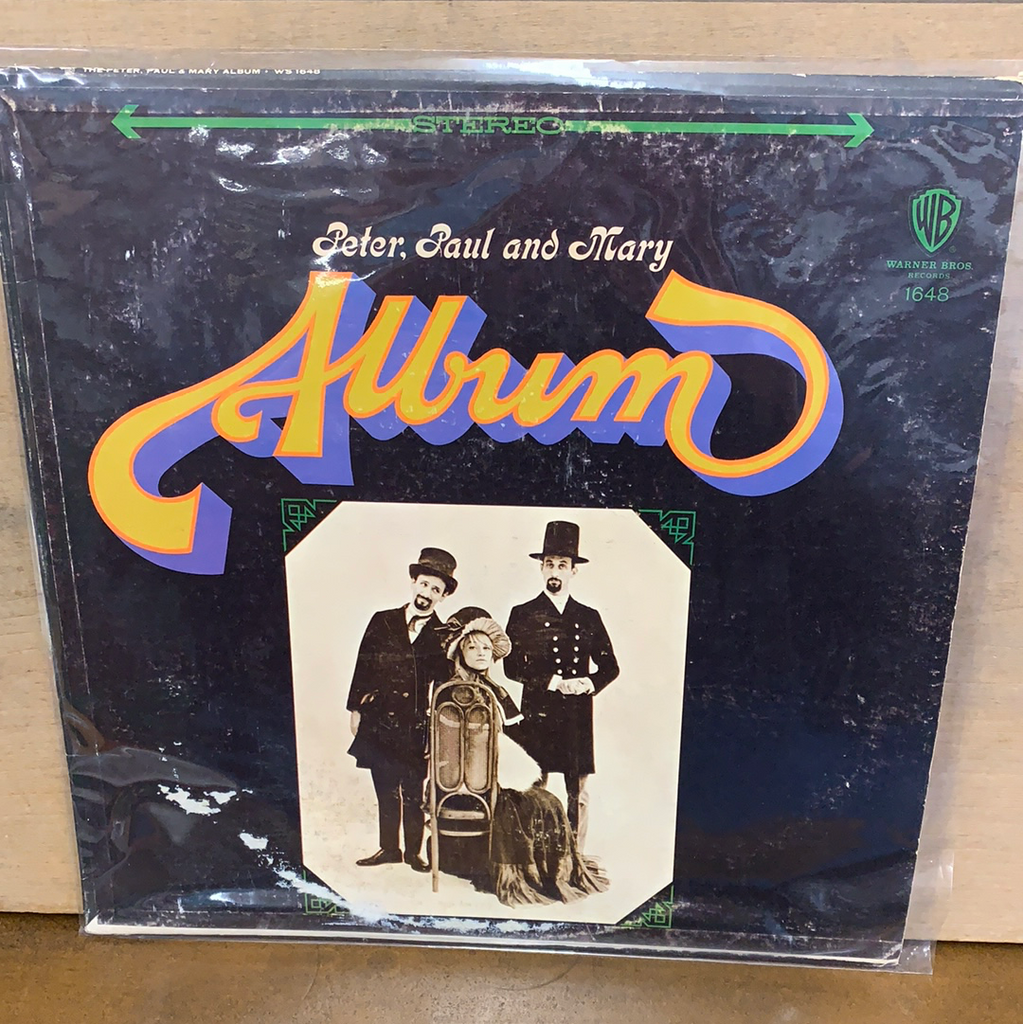 THE PETER, PAUL & MARY ALBUM • WS 1648
STEREO
Peter, Paul and Mary
Album
WB
WARNER BROS.
RECORDS
1648